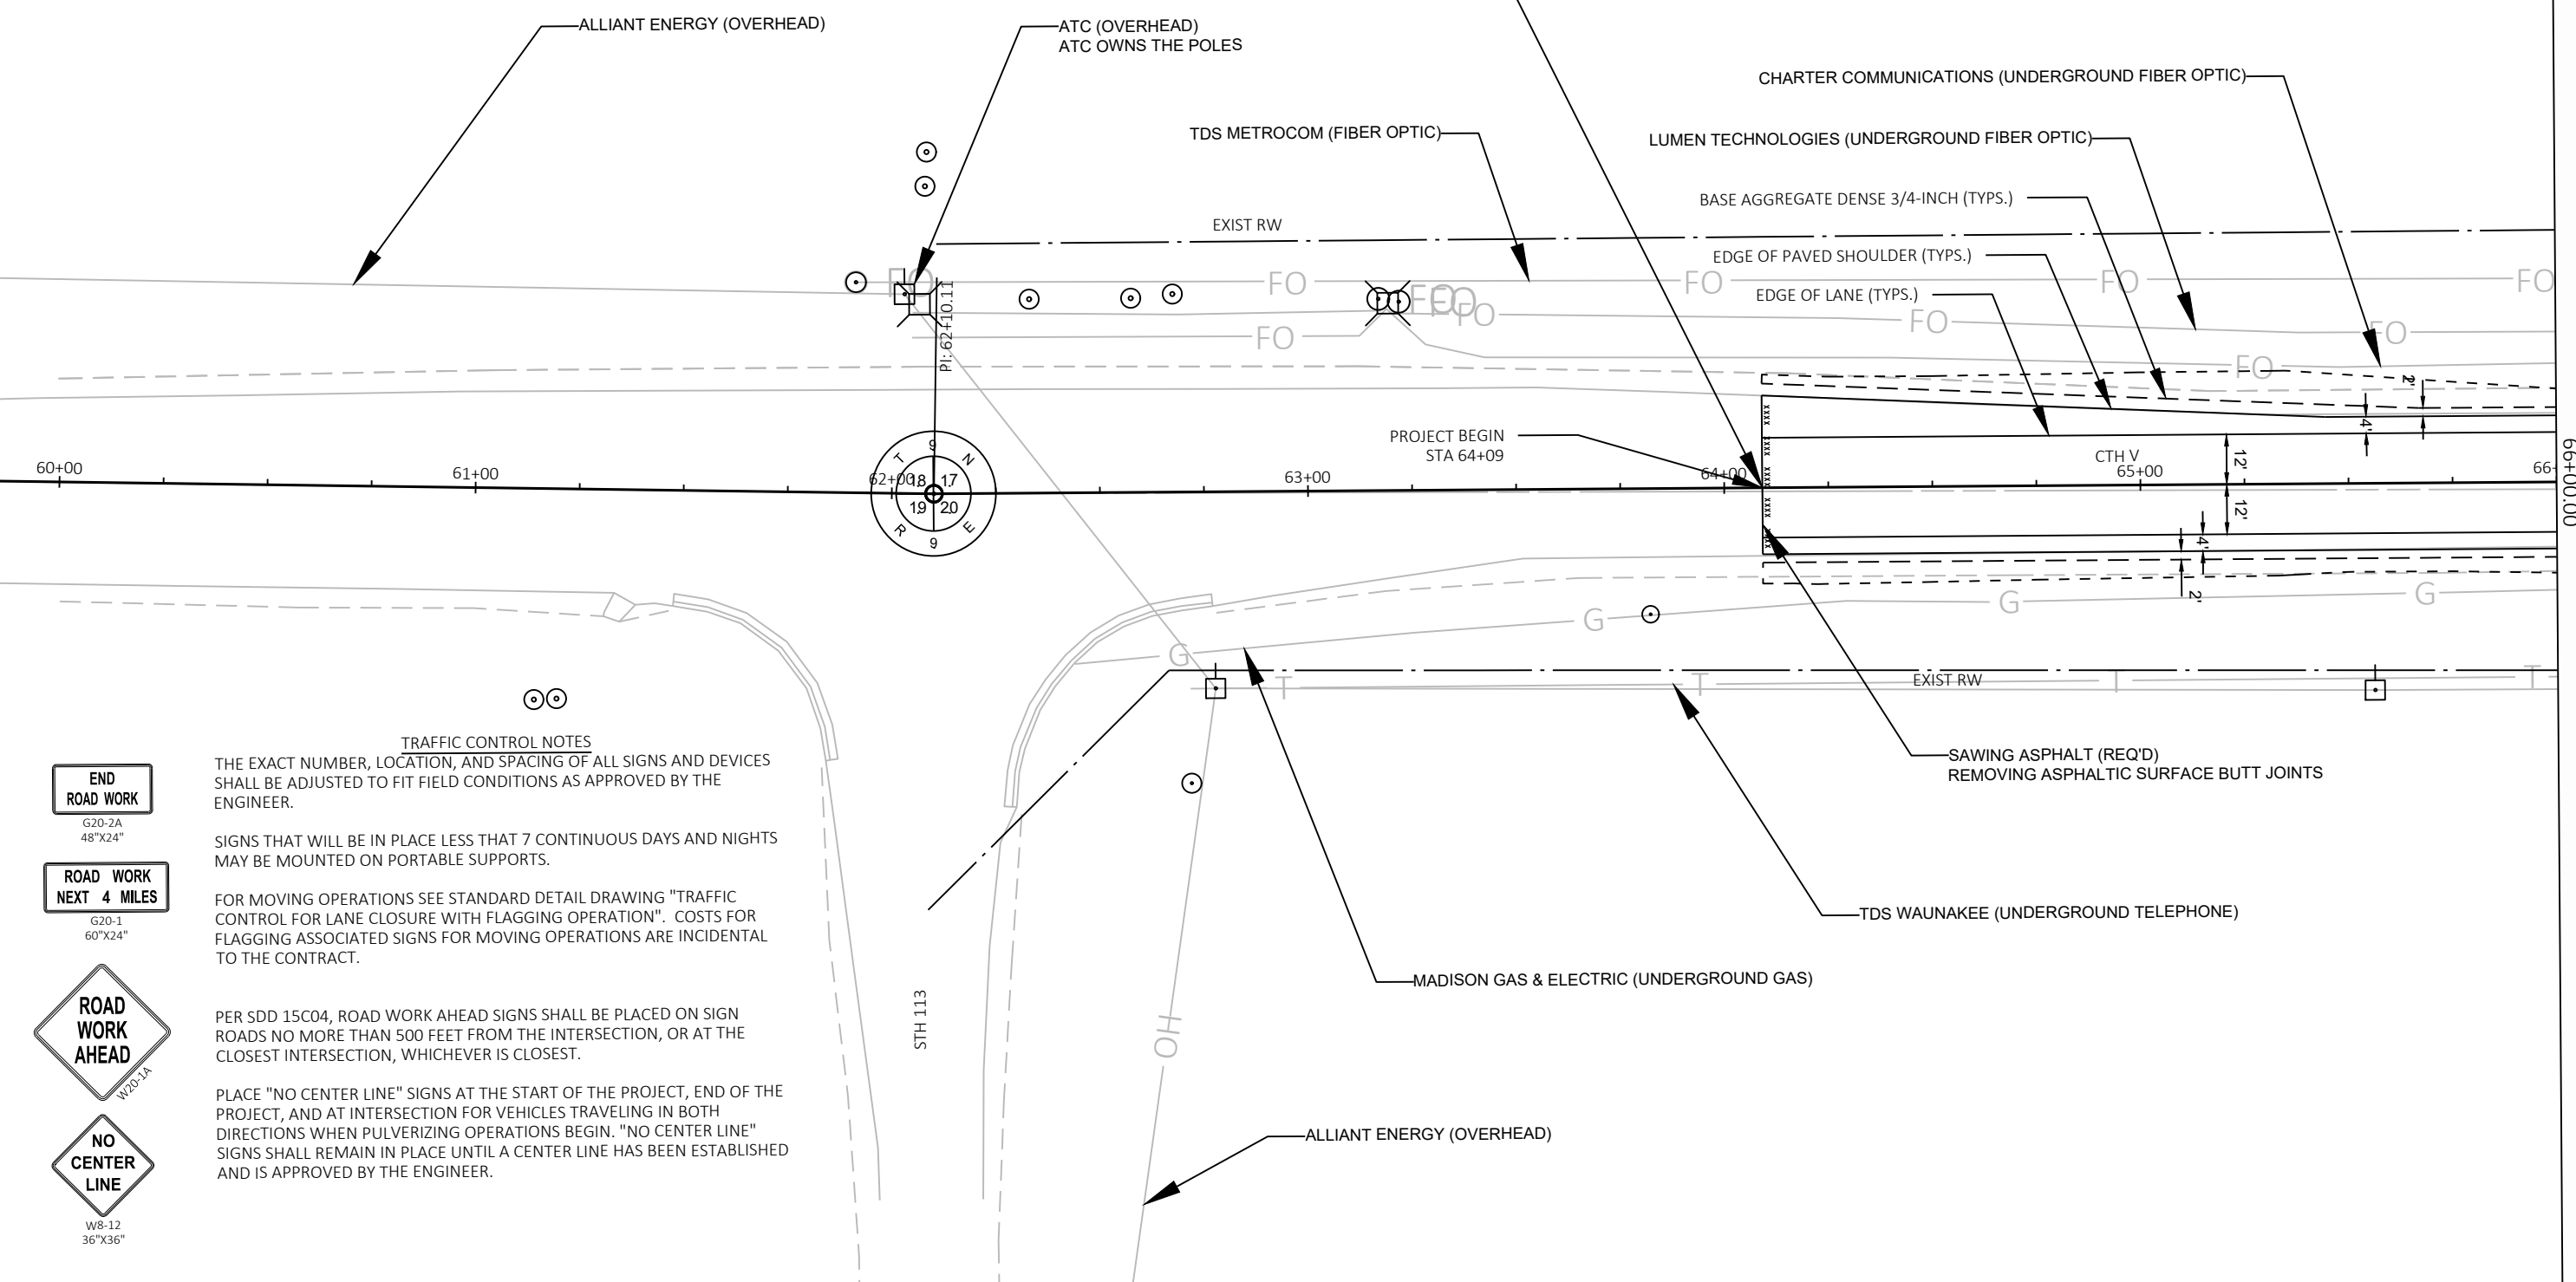 ALLIANT ENERGY (OVERHEAD)
ATC (OVERHEAD)
ATC OWNS THE POLES
CHARTER COMMUNICATIONS (UNDERGROUND FIBER OPTIC)
TDS METROCOM (FIBER OPTIC)
LUMEN TECHNOLOGIES (UNDERGROUND FIBER OPTIC)
BASE AGGREGATE DENSE 3/4-INCH (TYPS.)
EXIST RW
EDGE OF PAVED SHOULDER (TYPS.)
EDGE OF LANE (TYPS.)
FO
FO
FO
FO
FO
FO
FO
FO
FO
FO
FO
FO
FO
PI: 62+10.11
2'
4'
PROJECT BEGIN
STA 64+09
CTH V
60+00
61+00
62+00
63+00
64+00
65+00
66+
66+00.00
12'
12'
4'
2'
9
T N
18 17
19 20
R E
9
G
G
G
G
T
T
T
T
EXIST RW
SAWING ASPHALT (REQ'D)
REMOVING ASPHALTIC SURFACE BUTT JOINTS
TDS WAUNAKEE (UNDERGROUND TELEPHONE)
MADISON GAS & ELECTRIC (UNDERGROUND GAS)
STH 113
OH
ALLIANT ENERGY (OVERHEAD)
END
ROAD WORK
G20-2A
48"X24"
ROAD WORK
NEXT 4 MILES
G20-1
60"X24"
ROAD
WORK
AHEAD
W20-1A
NO
CENTER
LINE
W8-12
36"X36"
TRAFFIC CONTROL NOTES
THE EXACT NUMBER, LOCATION, AND SPACING OF ALL SIGNS AND DEVICES
SHALL BE ADJUSTED TO FIT FIELD CONDITIONS AS APPROVED BY THE
ENGINEER.
SIGNS THAT WILL BE IN PLACE LESS THAT 7 CONTINUOUS DAYS AND NIGHTS
MAY BE MOUNTED ON PORTABLE SUPPORTS.
FOR MOVING OPERATIONS SEE STANDARD DETAIL DRAWING "TRAFFIC
CONTROL FOR LANE CLOSURE WITH FLAGGING OPERATION". COSTS FOR
FLAGGING ASSOCIATED SIGNS FOR MOVING OPERATIONS ARE INCIDENTAL
TO THE CONTRACT.
PER SDD 15C04, ROAD WORK AHEAD SIGNS SHALL BE PLACED ON SIGN
ROADS NO MORE THAN 500 FEET FROM THE INTERSECTION, OR AT THE
CLOSEST INTERSECTION, WHICHEVER IS CLOSEST.
PLACE "NO CENTER LINE" SIGNS AT THE START OF THE PROJECT, END OF THE
PROJECT, AND AT INTERSECTION FOR VEHICLES TRAVELING IN BOTH
DIRECTIONS WHEN PULVERIZING OPERATIONS BEGIN. "NO CENTER LINE"
SIGNS SHALL REMAIN IN PLACE UNTIL A CENTER LINE HAS BEEN ESTABLISHED
AND IS APPROVED BY THE ENGINEER.